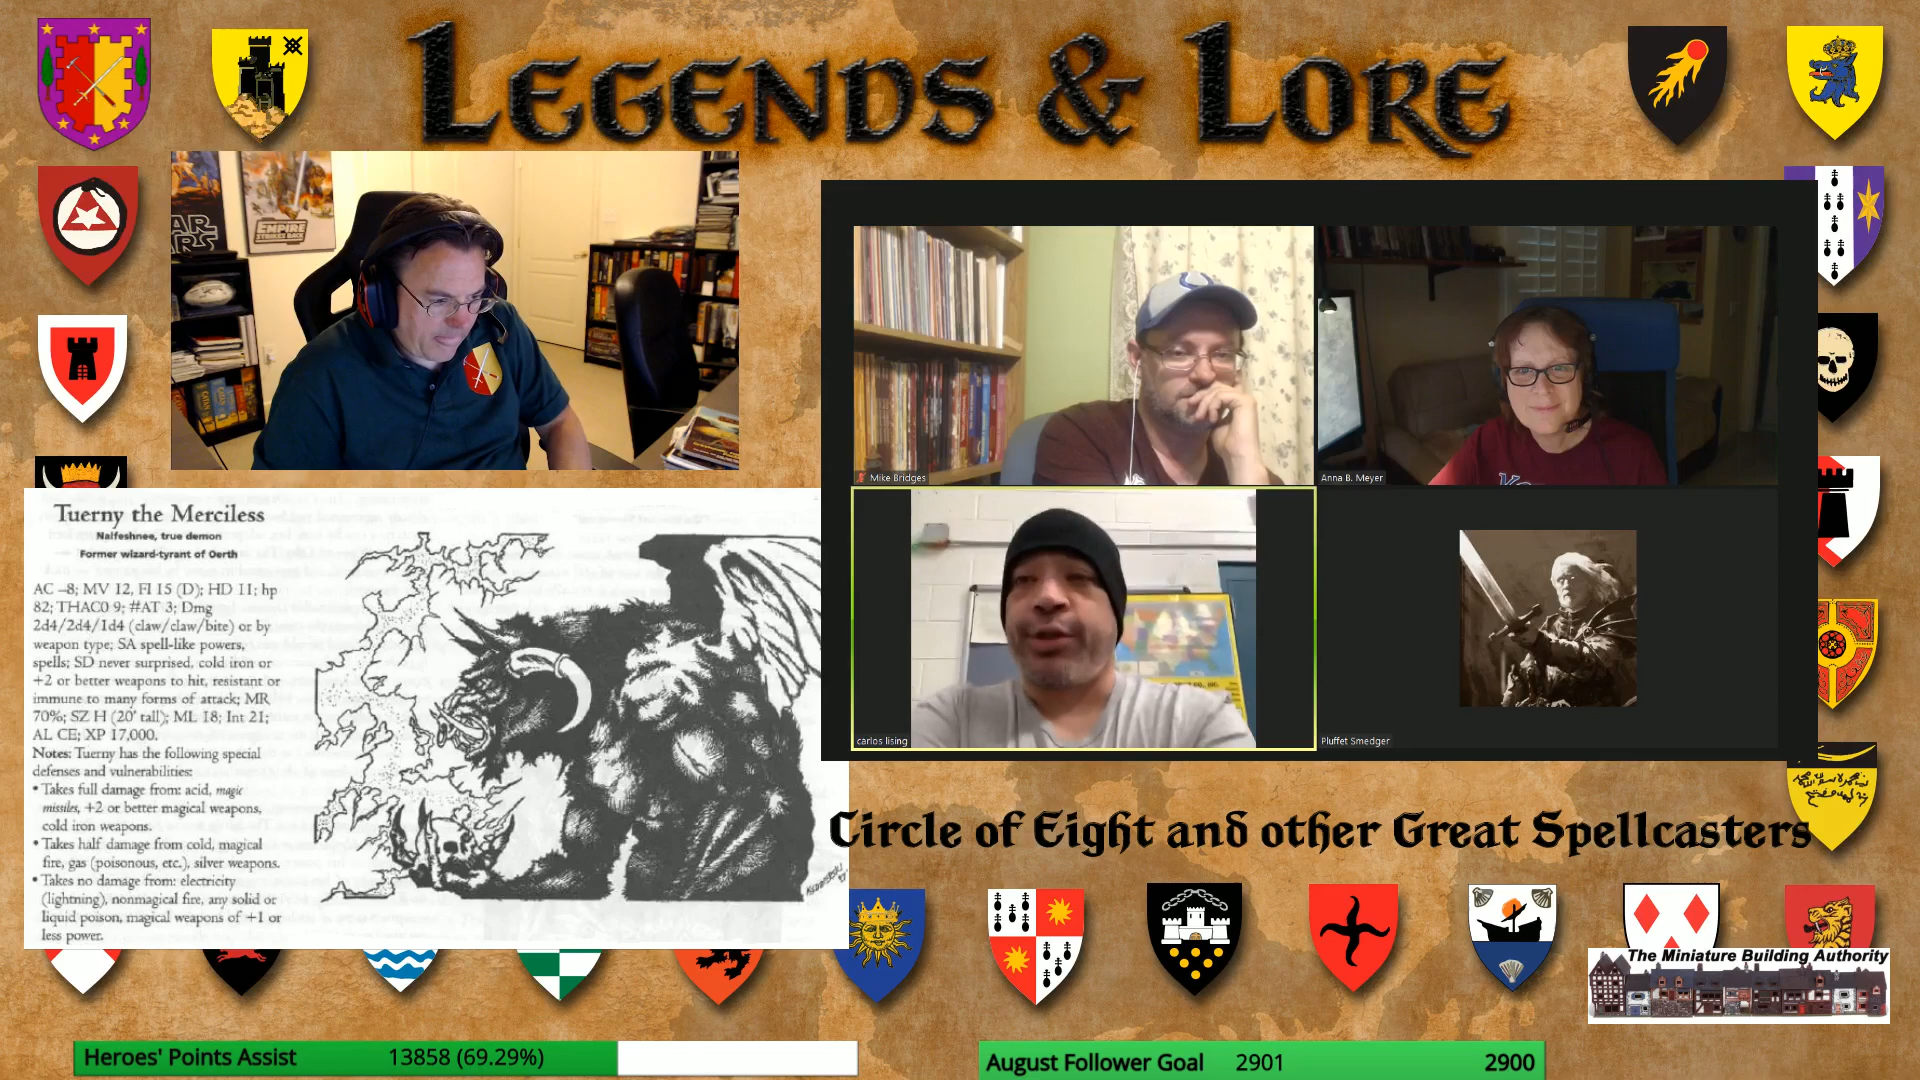 LEGENDS & LORE
STAR
WARS
EMPIRE
STRIKES BACK
Mike Bridges
Anna B. Meyer
carlos lising
Pluffet Smedger
Tuerny the Merciless
Nalfeshnee, true demon
Former wizard-tyrant of Oerth
AC –8; MV 12, Fl 15 (D); HD 11; hp
82; THAC0 9; #AT 3; Dmg
2d4/2d4/1d4 (claw/claw/bite) or by
weapon type; SA spell-like powers,
spells; SD never surprised, cold iron or
+2 or better weapons to hit, resistant or
immune to many forms of attack; MR
70%; SZ H (20' tall); ML 18; Int 21;
AL CE; XP 17,000.
Notes: Tuerny has the following special
defenses and vulnerabilities:
• Takes full damage from: acid, magic
missiles, +2 or better magical weapons,
cold iron weapons.
• Takes half damage from cold, magical
fire, gas (poisonous, etc.), silver weapons.
• Takes no damage from: electricity
(lightning), nonmagical fire, any solid or
liquid poison, magical weapons of +1 or
less power.
Circle of Eight and other Great Spellcasters
The Miniature Building Authority
Heroes' Points Assist 13858 (69.29%)
August Follower Goal 2901 2900